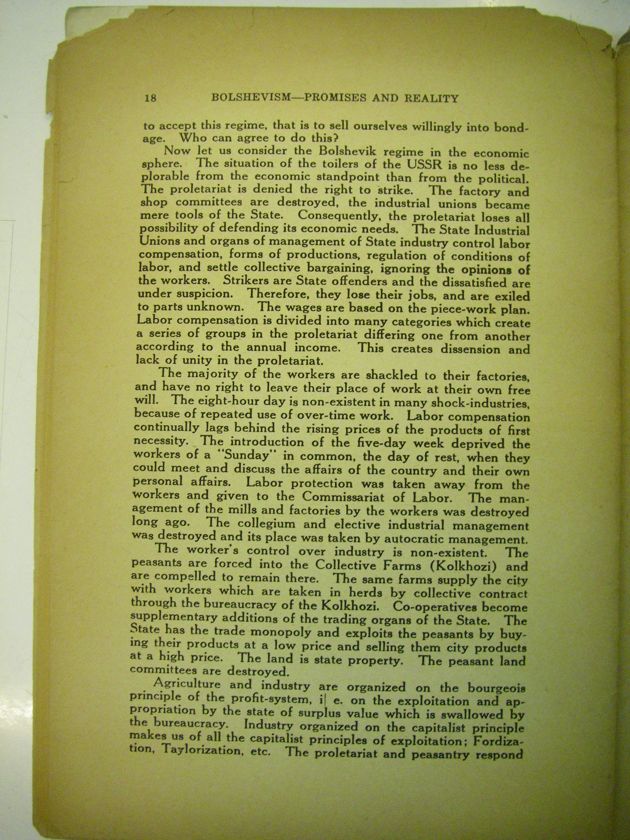 18 BOLSHEVISM—PROMISES AND REALITY
to accept this regime, that is to sell ourselves willingly into bond-
age. Who can agree to do this?
Now let us consider the Bolshevik regime in the economic
sphere. The situation of the toilers of the USSR is no less de-
plorable from the economic standpoint than from the political.
The proletariat is denied the right to strike. The factory and
shop committees are destroyed, the industrial unions became
mere tools of the State. Consequently, the proletariat loses all
possibility of defending its economic needs. The State Industrial
Unions and organs of management of State industry control labor
compensation, forms of productions, regulation of conditions of
labor, and settle collective bargaining, ignoring the opinions of
the workers. Strikers are State offenders and the dissatisfied are
under suspicion. Therefore, they lose their jobs, and are exiled
to parts unknown. The wages are based on the piece-work plan.
Labor compensation is divided into many categories which create
a series of groups in the proletariat differing one from another
according to the annual income. This creates dissension and
lack of unity in the proletariat.
The majority of the workers are shackled to their factories,
and have no right to leave their place of work at their own free
will. The eight-hour day is non-existent in many shock-industries,
because of repeated use of over-time work. Labor compensation
continually lags behind the rising prices of the products of first
necessity. The introduction of the five-day week deprived the
workers of a "Sunday" in common, the day of rest, when they
could meet and discuss the affairs of the country and their own
personal affairs. Labor protection was taken away from the
workers and given to the Commissariat of Labor. The man-
agement of the mills and factories by the workers was destroyed
long ago. The collegium and elective industrial management
was destroyed and its place was taken by autocratic management.
The worker's control over industry is non-existent. The
peasants are forced into the Collective Farms (Kolkhozi) and
are compelled to remain there. The same farms supply the city
with workers which are taken in herds by collective contract
through the bureaucracy of the Kolkhozi. Co-operatives become
supplementary additions of the trading organs of the State. The
State has the trade monopoly and exploits the peasants by buy-
ing their products at a low price and selling them city products
at a high price. The land is state property. The peasant land
committees are destroyed.
Agriculture and industry are organized on the bourgeois
principle of the profit-system, i. e. on the exploitation and ap-
propriation by the state of surplus value which is swallowed by
the bureaucracy. Industry organized on the capitalist principle
makes us of all the capitalist principles of exploitation; Fordiza-
tion, Taylorization, etc. The proletariat and peasantry respond